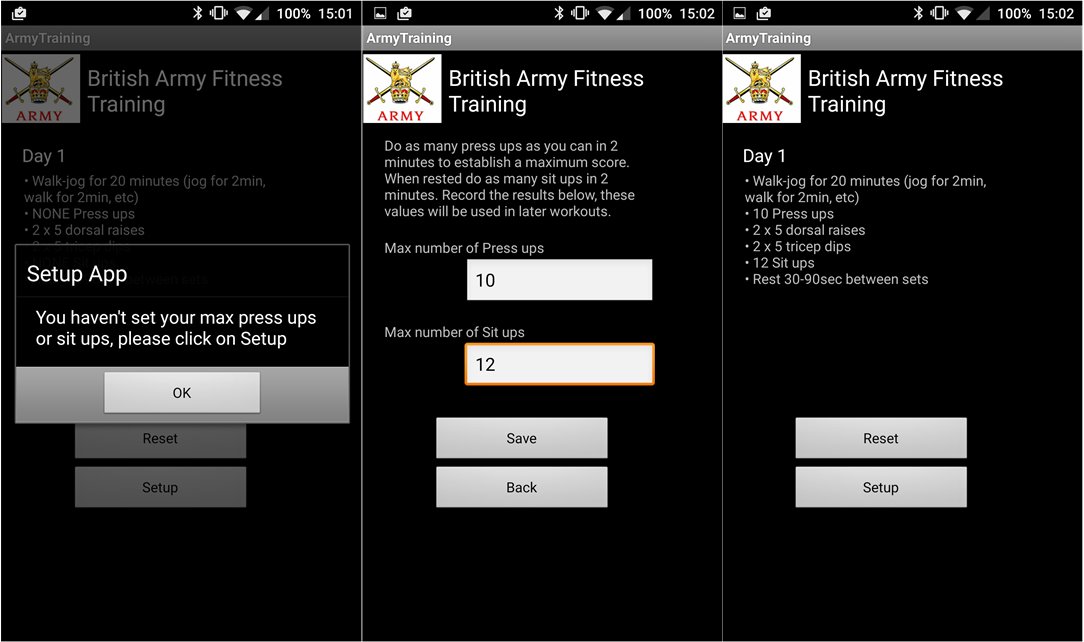 100% 15:01
ArmyTraining
ARMY
British Army Fitness
Training
Day 1
• Walk-jog for 20 minutes (jog for 2min,
walk for 2min, etc)
• NONE Press ups
• 2 x 5 dorsal raises
Setup App
You haven't set your max press ups
or sit ups, please click on Setup
OK
Reset
Setup
100% 15:02
ArmyTraining
ARMY
British Army Fitness
Training
Do as many press ups as you can in 2
minutes to establish a maximum score.
When rested do as many sit ups in 2
minutes. Record the results below, these
values will be used in later workouts.
Max number of Press ups
10
Max number of Sit ups
12
Save
Back
100% 15:02
ArmyTraining
ARMY
British Army Fitness
Training
Day 1
• Walk-jog for 20 minutes (jog for 2min,
walk for 2min, etc)
• 10 Press ups
• 2 x 5 dorsal raises
• 2 x 5 tricep dips
• 12 Sit ups
• Rest 30-90sec between sets
Reset
Setup